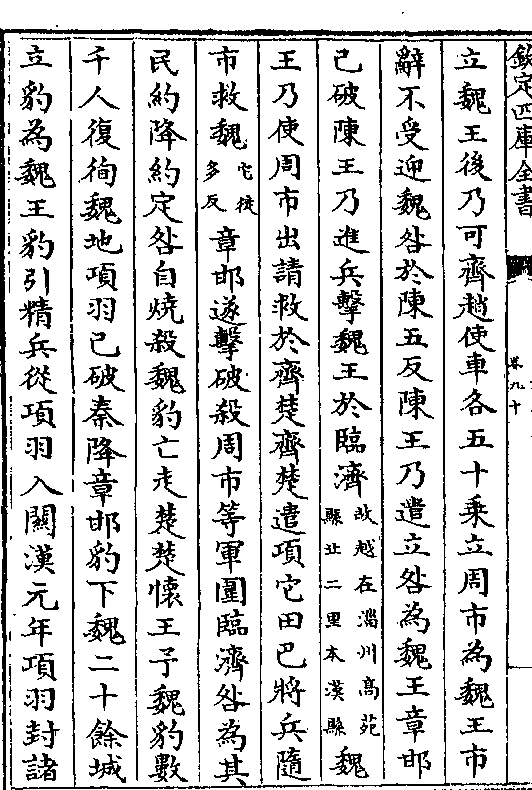 欽定四庫全書
卷九十
立魏王後乃可齊趙使車各五十乗立周市為魏王市
辭不受迎魏咎於陳五反陳王乃遣立咎為魏王章邯
已破陳王乃進兵擊魏王於臨濟故越在淄州高苑縣北二里本漢縣魏
王乃使周市出請救於齊楚齊楚遣項它田巴將兵隨
市救魏它徒多反章邯遂擊破殺周市等軍圍臨濟咎為其
民約降約定咎自燒殺魏豹亡走楚楚懷王予魏豹數
千人復徇魏地項羽已破秦降章邯豹下魏二十餘城
立豹為魏王豹引精兵從項羽入關漢元年項羽封諸